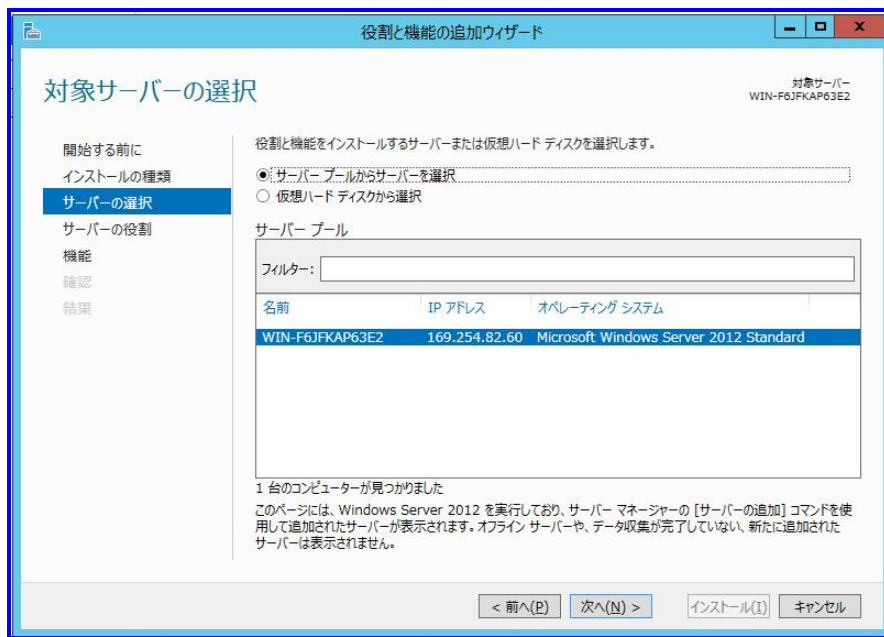 役割と機能の追加ウィザード
対象サーバーの選択
対象サーバー
WIN-F6JFKAP63E2
開始する前に
インストールの種類
サーバーの選択
サーバーの役割
機能
確認
結果
役割と機能をインストールするサーバーまたは仮想ハード ディスクを選択します。
サーバー プールからサーバーを選択
仮想ハード ディスクから選択
サーバー プール
フィルター:
名前 IP アドレス オペレーティング システム
WIN-F6JFKAP63E2 169.254.82.60 Microsoft Windows Server 2012 Standard
1 台のコンピューターが見つかりました
このページには、Windows Server 2012 を実行しており、サーバー マネージャーの [サーバーの追加] コマンドを使
用して追加されたサーバーが表示されます。オフライン サーバーや、データ収集が完了していない、新たに追加された
サーバーは表示されません。
< 前へ(P) 次へ(N) > インストール(I) キャンセル